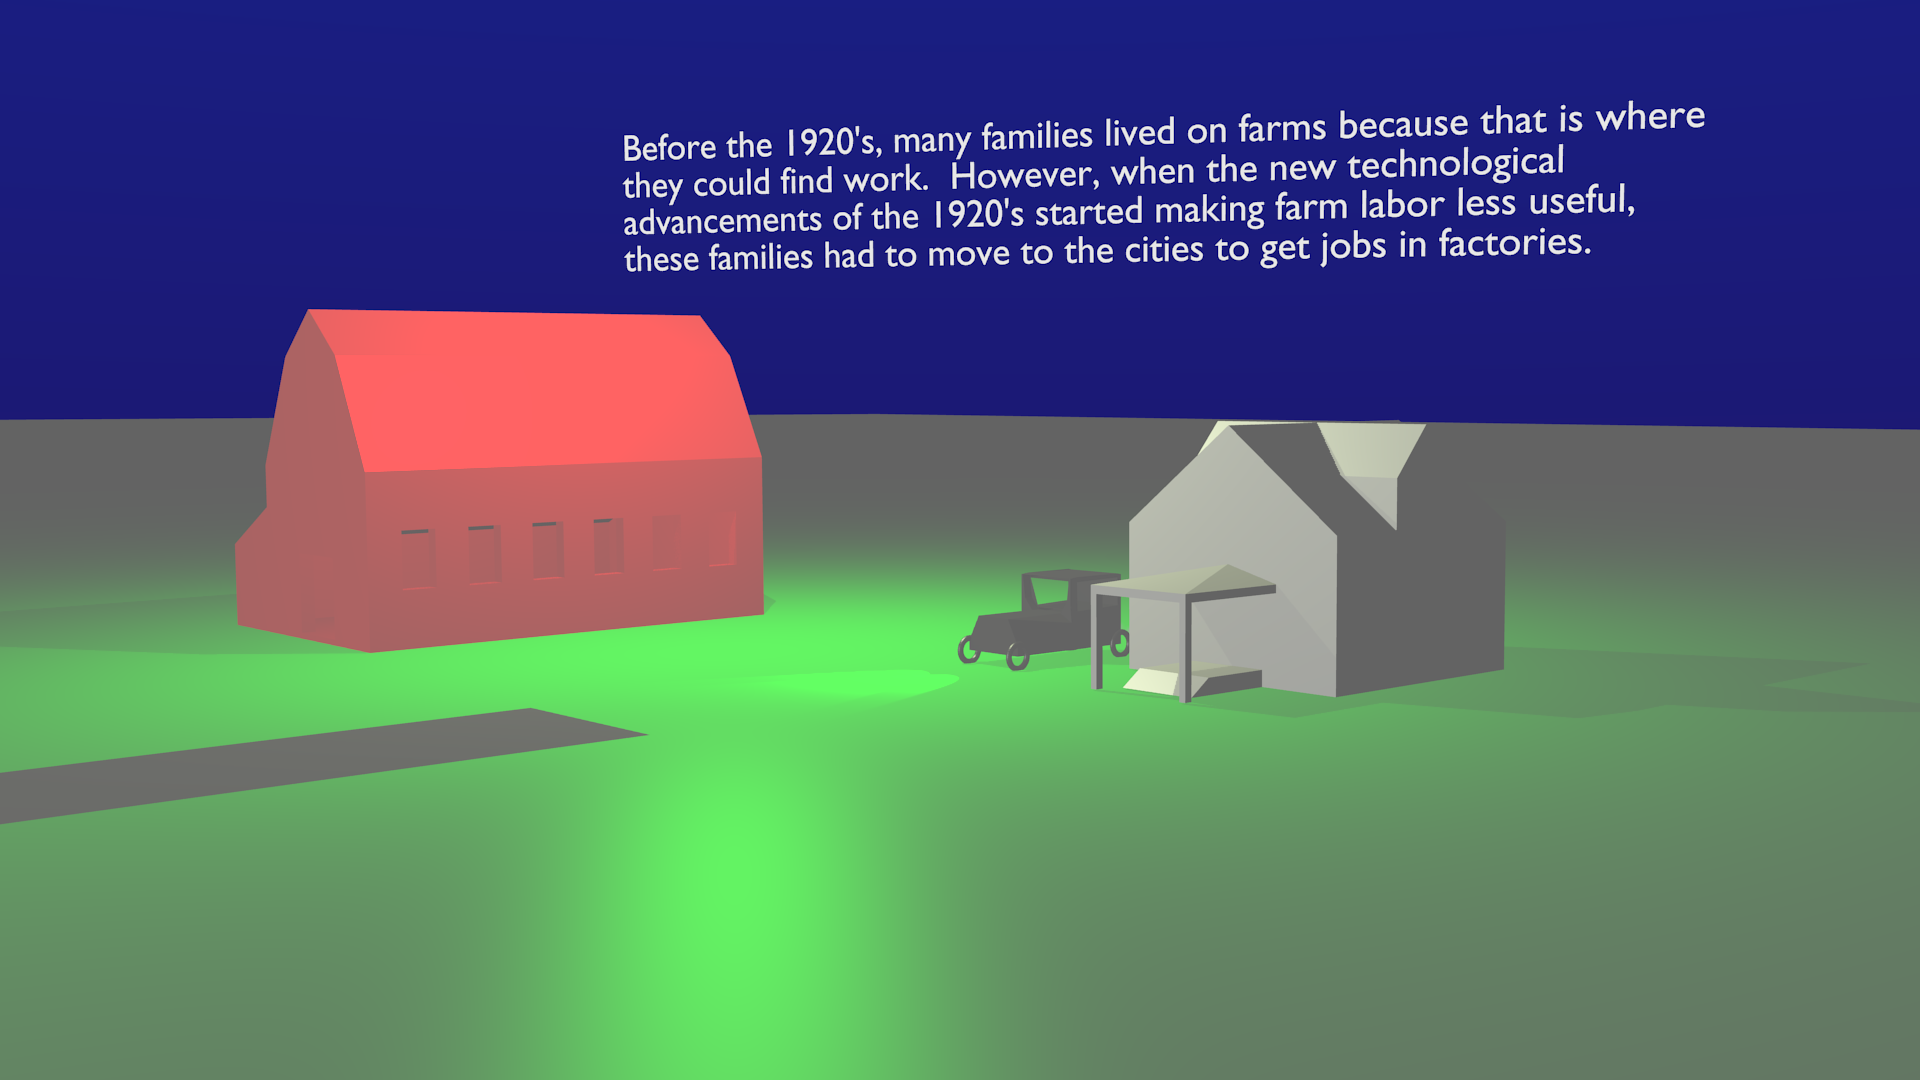 Before the 1920's, many families lived on farms because that is where
they could find work.  However, when the new technological
advancements of the 1920's started making farm labor less useful,
these families had to move to the cities to get jobs in factories.